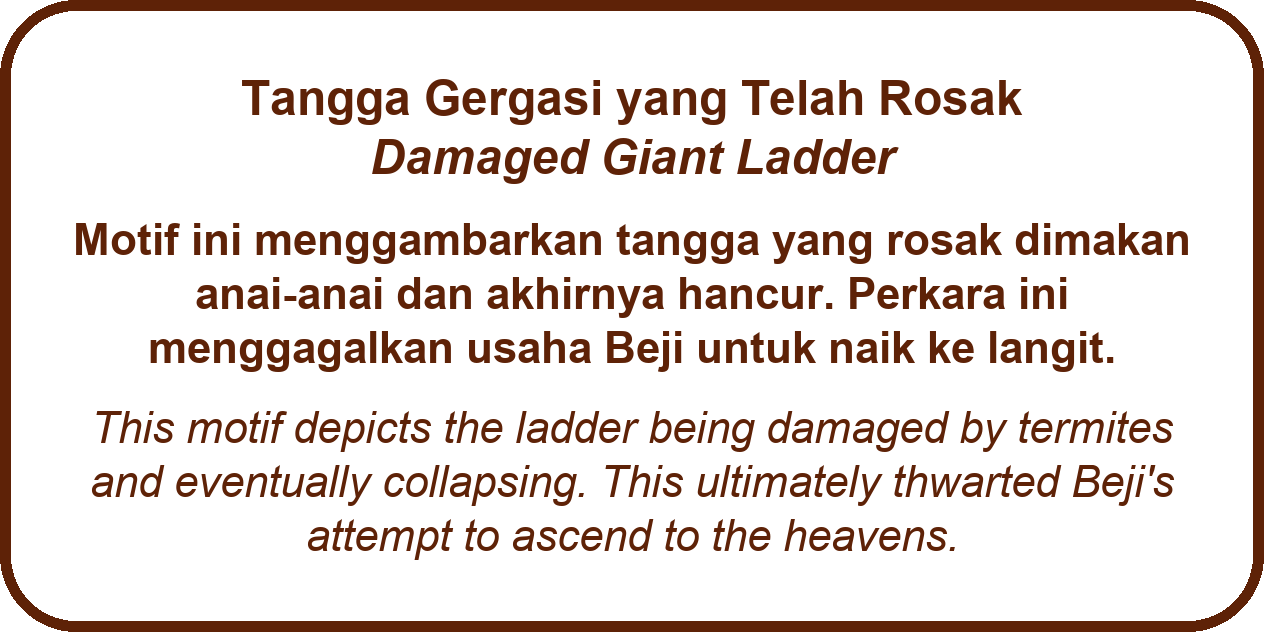 Tangga Gergasi yang Telah Rosak
Damaged Giant Ladder
Motif ini menggambarkan tangga yang rosak dimakan
anai-anai dan akhirnya hancur. Perkara ini
menggagalkan usaha Beji untuk naik ke langit.
This motif depicts the ladder being damaged by termites
and eventually collapsing. This ultimately thwarted Beji's
attempt to ascend to the heavens.